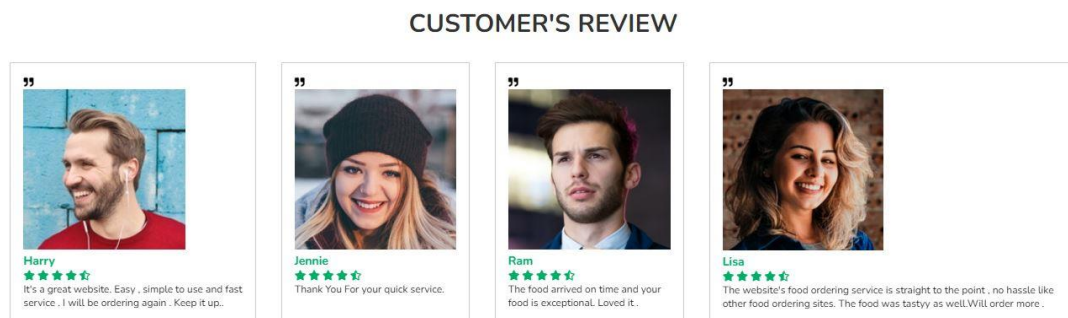 CUSTOMER'S REVIEW
Harry
It's a great website. Easy , simple to use and fast
service , I will be ordering again . Keep it up..
Jennie
Thank You For your quick service.
Ram
The food arrived on time and your
food is exceptional. Loved it .
Lisa
The website's food ordering service is straight to the point , no hassle like
other food ordering sites. The food was tastyy as well.Will order more .